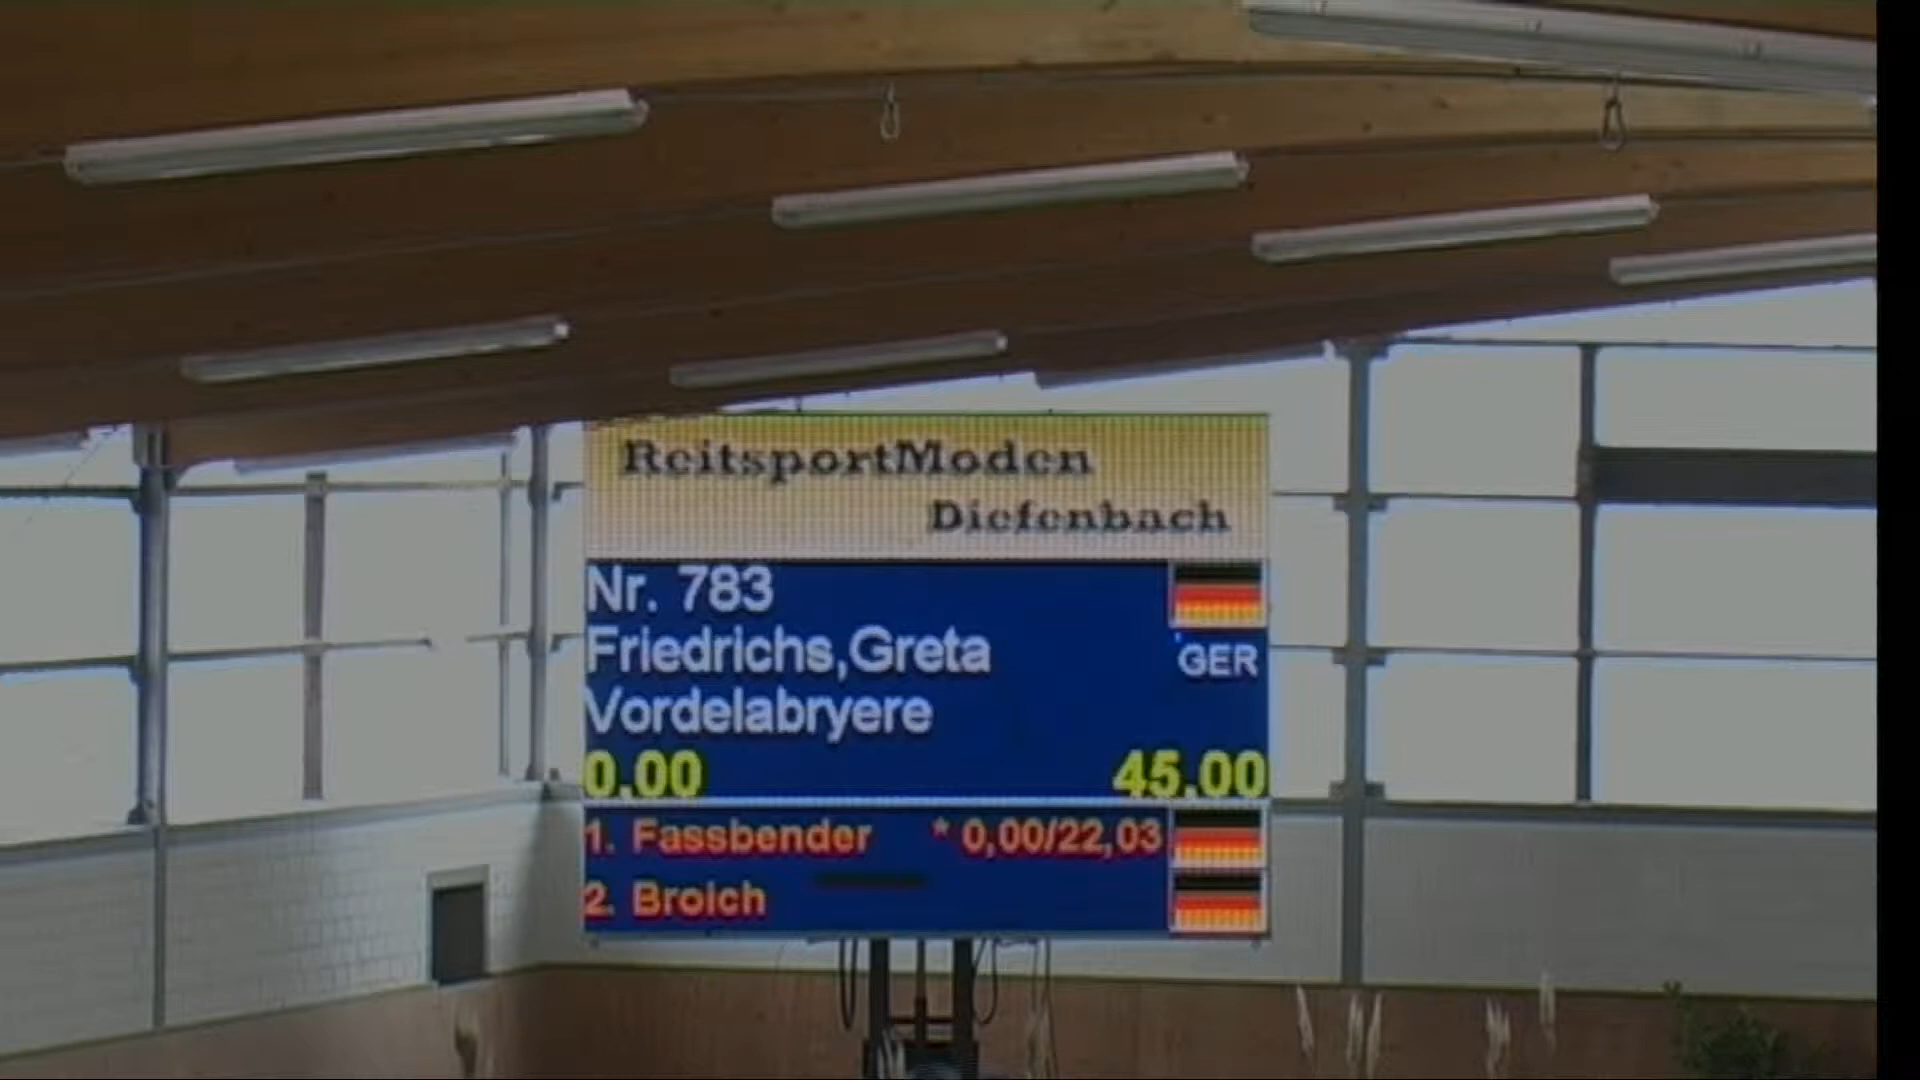 ReitsportModen
Diefenbach
Nr. 783
Friedrichs,Greta GER
Vordelabryere
0.00 45.00
1. Fassbender * 0,00/22,03
2. Broich